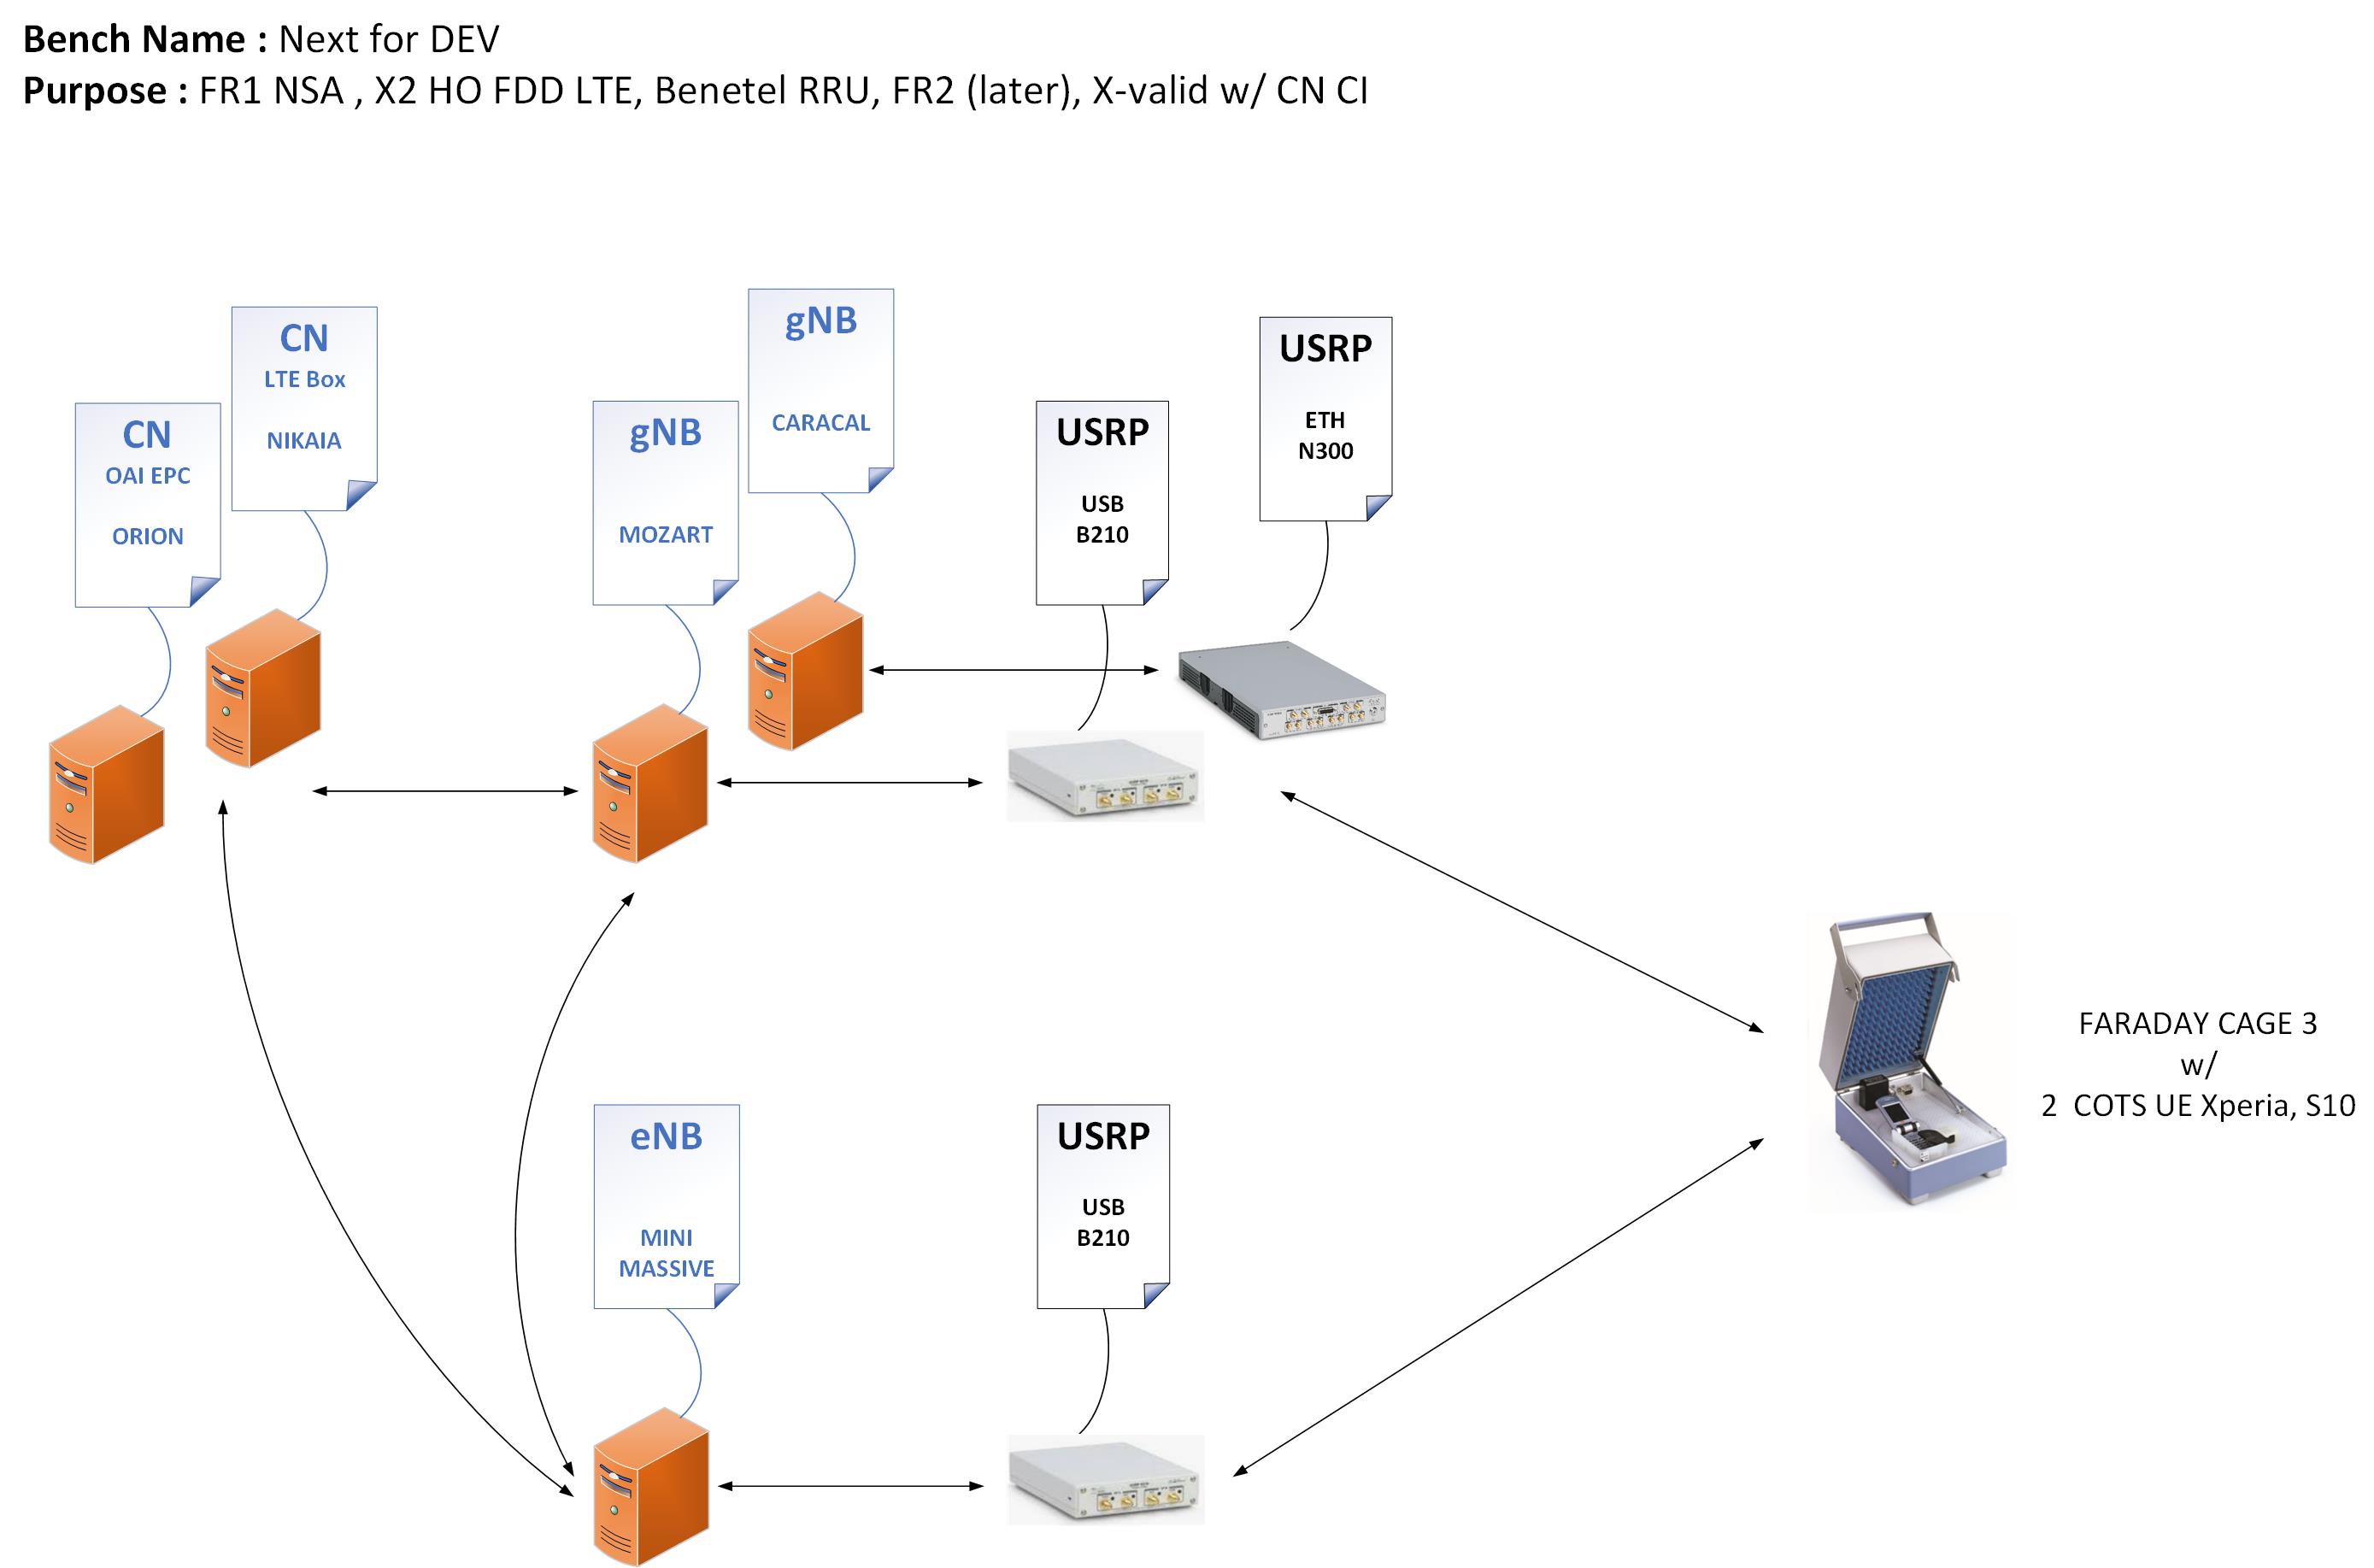 Bench Name : Next for DEV
Purpose : FR1 NSA , X2 HO FDD LTE, Benetel RRU, FR2 (later), X-valid w/ CN CI
CN
OAI EPC
ORION
CN
LTE Box
NIKAIA
gNB
MOZART
gNB
CARACAL
USRP
USB
B210
USRP
ETH
N300
FARADAY CAGE 3
w/
2 COTS UE Xperia, S10
eNB
MINI
MASSIVE
USRP
USB
B210